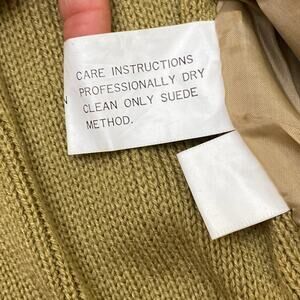 CARE INSTRUCTIONS
PROFESSIONALLY DRY
CLEAN ONLY SUEDE
METHOD.